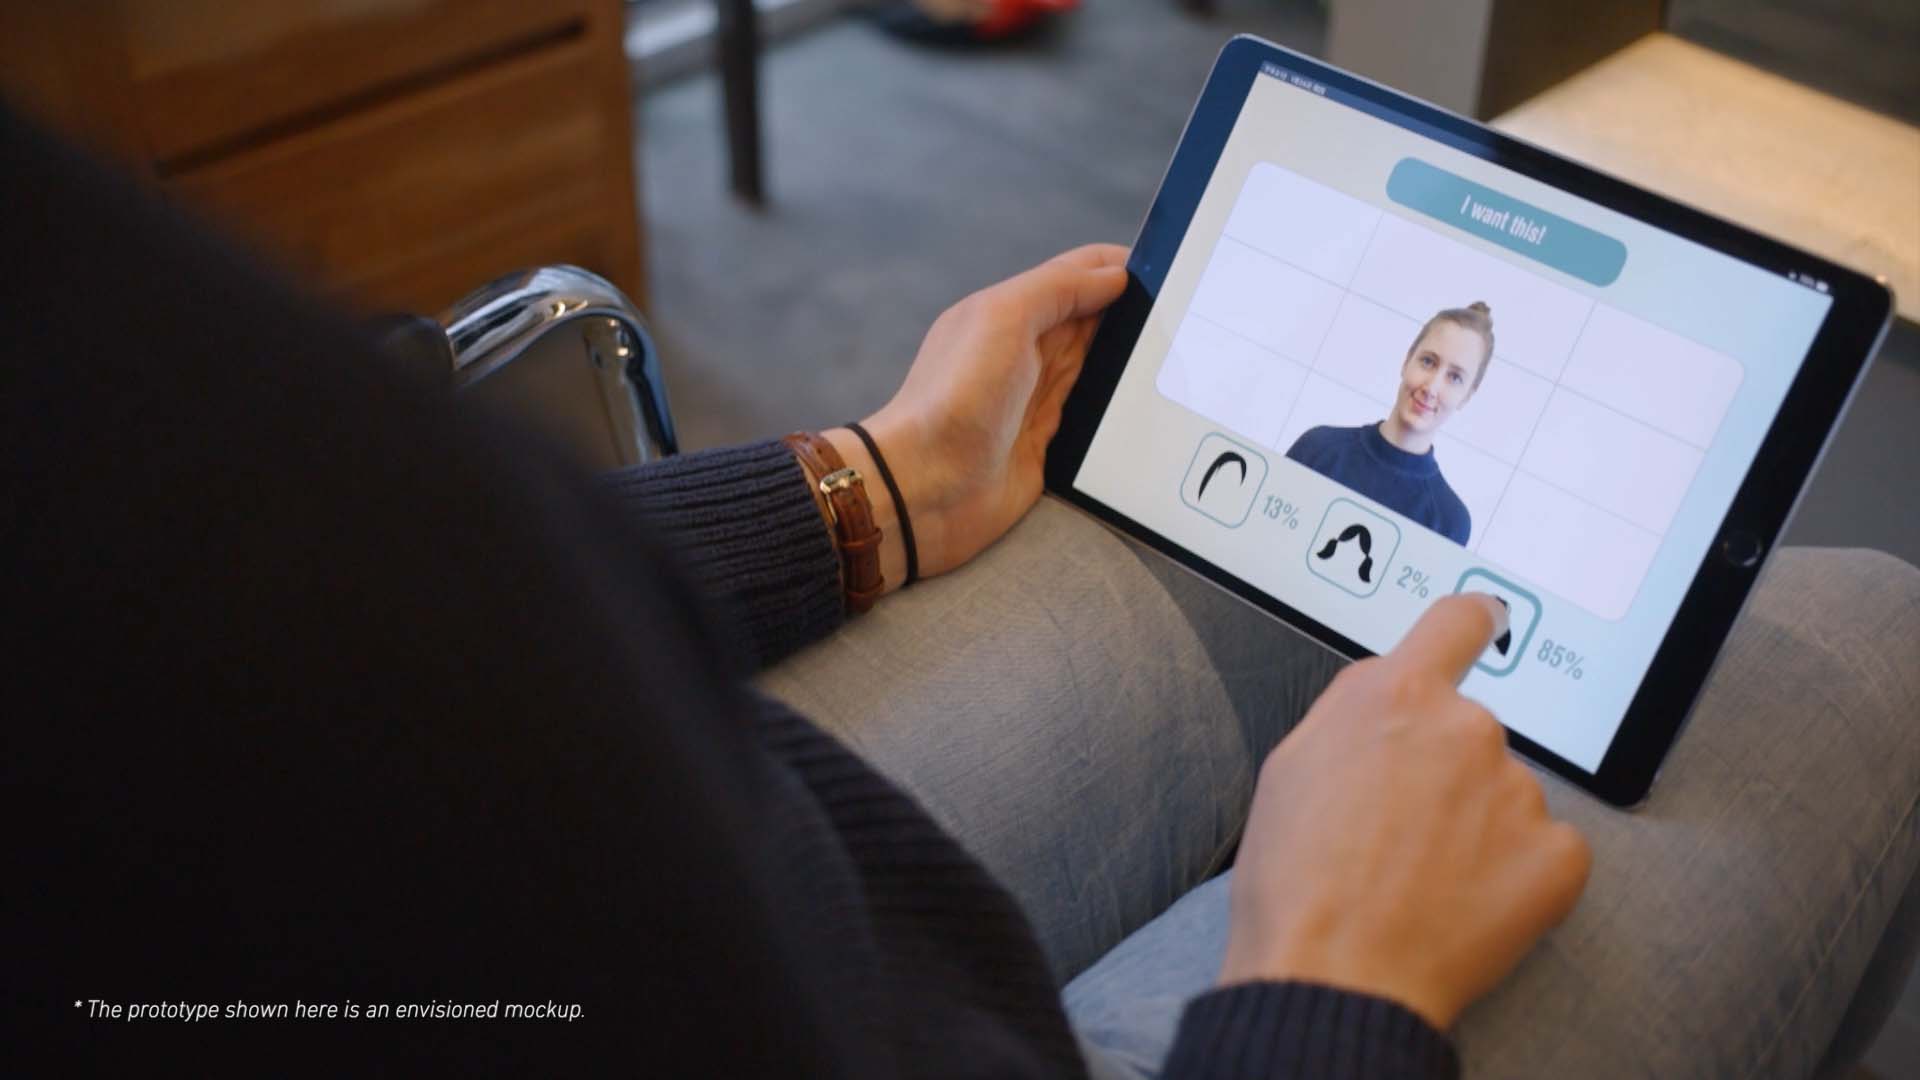 I want this!
13%
2%
85%
* The prototype shown here is an envisioned mockup.